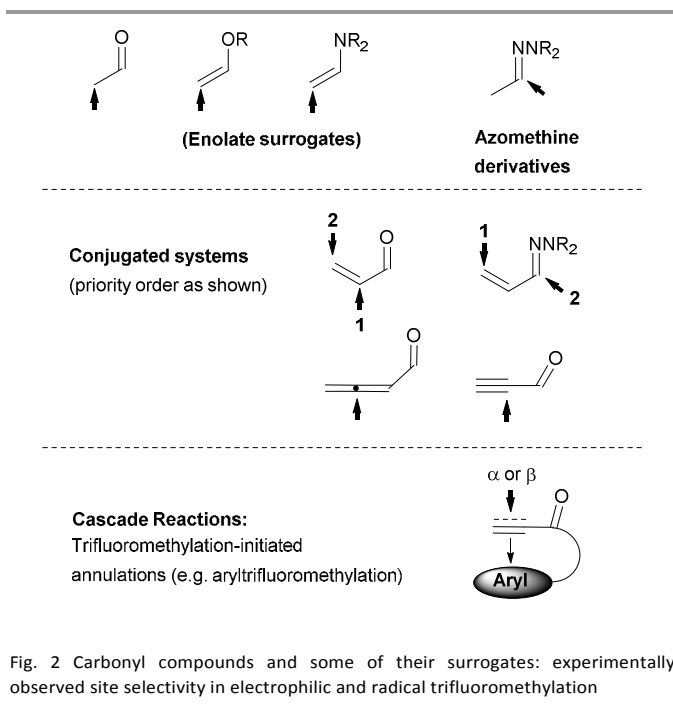 O
OR
NR2
NNR2
(Enolate surrogates)
Azomethine
derivatives
Conjugated systems
(priority order as shown)
2
O
1
1
NNR2
2
O
O
α or β
Cascade Reactions:
Trifluoromethylation-initiated
annulations (e.g. aryltrifluoromethylation)
O
Aryl
Fig. 2 Carbonyl compounds and some of their surrogates: experimentally
observed site selectivity in electrophilic and radical trifluoromethylation